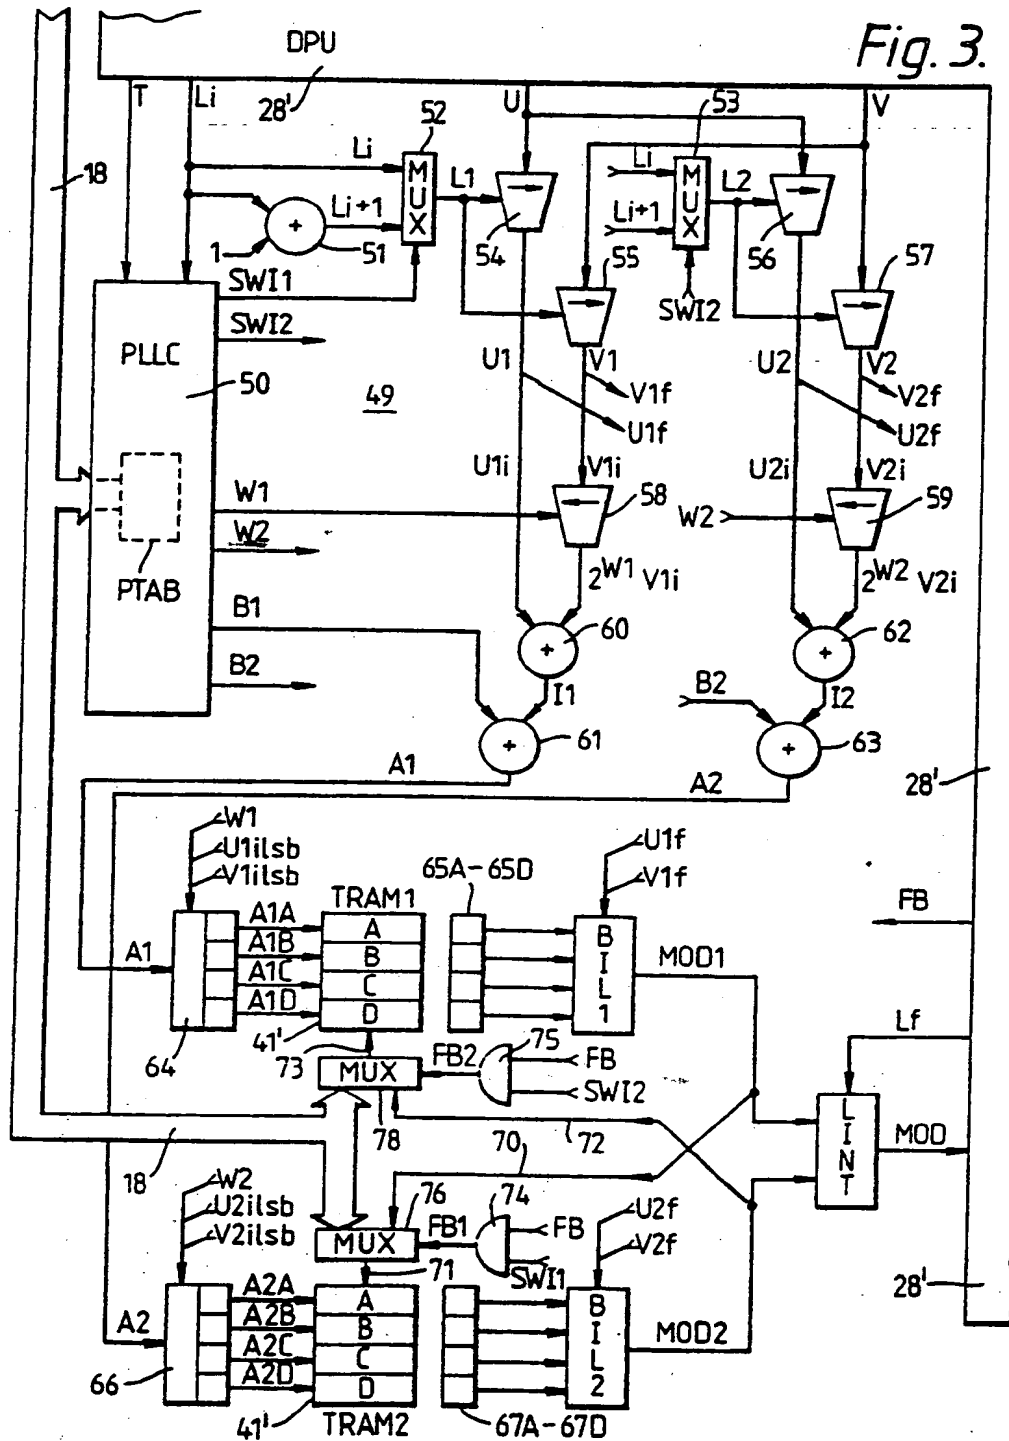 Fig. 3.
DPU
28'
T
Li
U
V
52
53
18
Li
MUX
L1
Li
MUX
L2
Li+1
Li+1
1
+
51
54
55
56
57
SWI1
SWI2
SWI2
PLLC
50
49
U1
V1
V1f
U1f
U2
V2
V2f
U2f
U1i
V1i
U2i
V2i
W1
58
W2
59
W2
PTAB
2W1 V1i
2W2 V2i
B1
+
60
+
62
B2
I1
B2
I2
+
61
+
63
A1
A2
28'
W1
U1ilsb
V1ilsb
65A-65D
U1f
V1f
FB
TRAM1
A1
A1A
A1B
A1C
A1D
A
B
C
D
BIL1
MOD1
64
41'
73
MUX
FB2
75
FB
SWI2
Lf
78
72
70
LINT
MOD
18
W2
U2ilsb
V2ilsb
76
MUX
FB1
74
FB
SWI1
71
U2f
V2f
28'
A2
A2A
A2B
A2C
A2D
A
B
C
D
BIL2
MOD2
66
41'
TRAM2
67A-67D